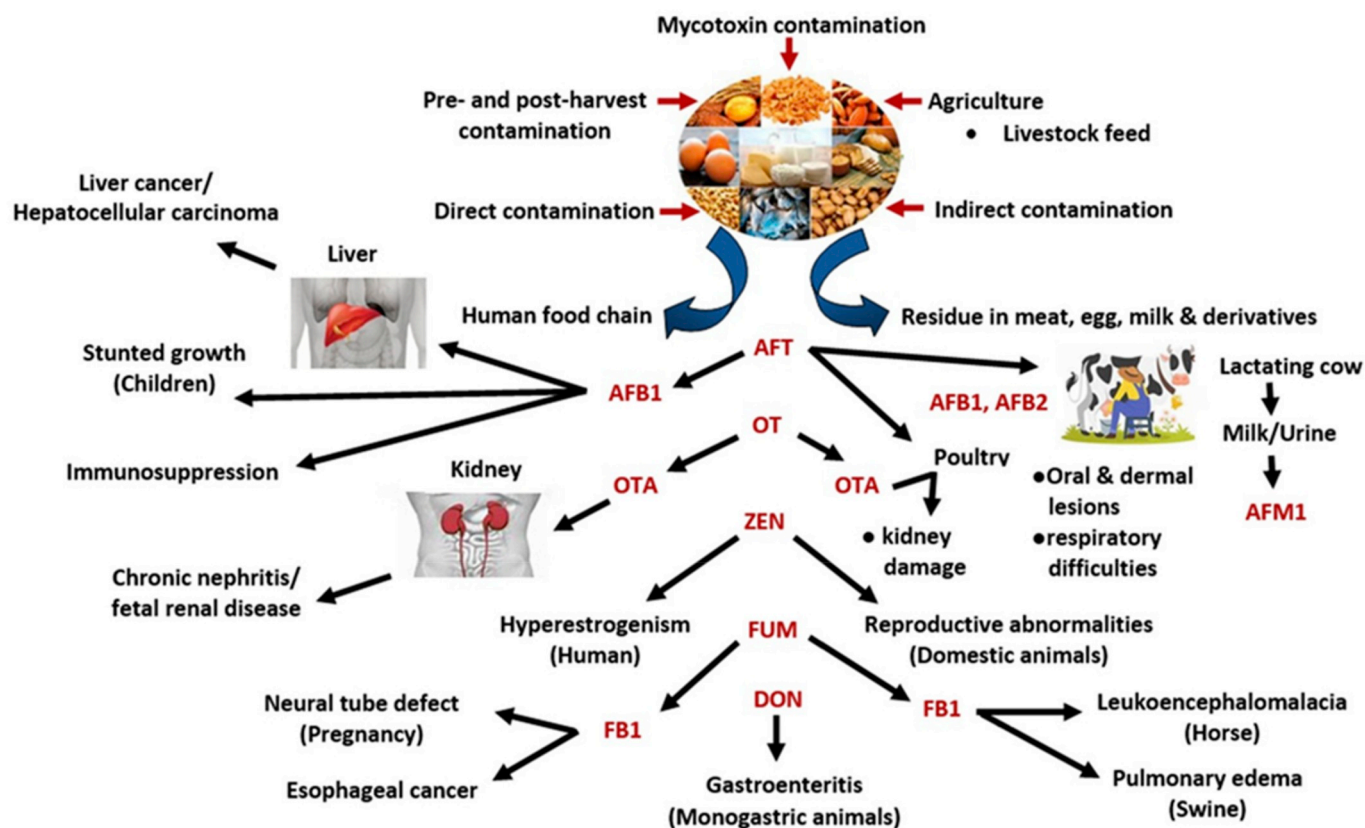 Mycotoxin contamination
Pre- and post-harvest
contamination
Agriculture
• Livestock feed
Direct contamination
Indirect contamination
Liver cancer/
Hepatocellular carcinoma
Liver
Human food chain
Residue in meat, egg, milk & derivatives
AFT
Stunted growth
(Children)
AFB1
AFB1, AFB2
Lactating cow
Milk/Urine
AFM1
Immunosuppression
OT
Kidney
OTA
OTA
Poultry
• kidney
damage
●Oral & dermal
lesions
●respiratory
difficulties
ZEN
Chronic nephritis/
fetal renal disease
Hyperestrogenism
(Human)
FUM
Reproductive abnormalities
(Domestic animals)
Neural tube defect
(Pregnancy)
FB1
DON
FB1
Leukoencephalomalacia
(Horse)
Esophageal cancer
Gastroenteritis
(Monogastric animals)
Pulmonary edema
(Swine)